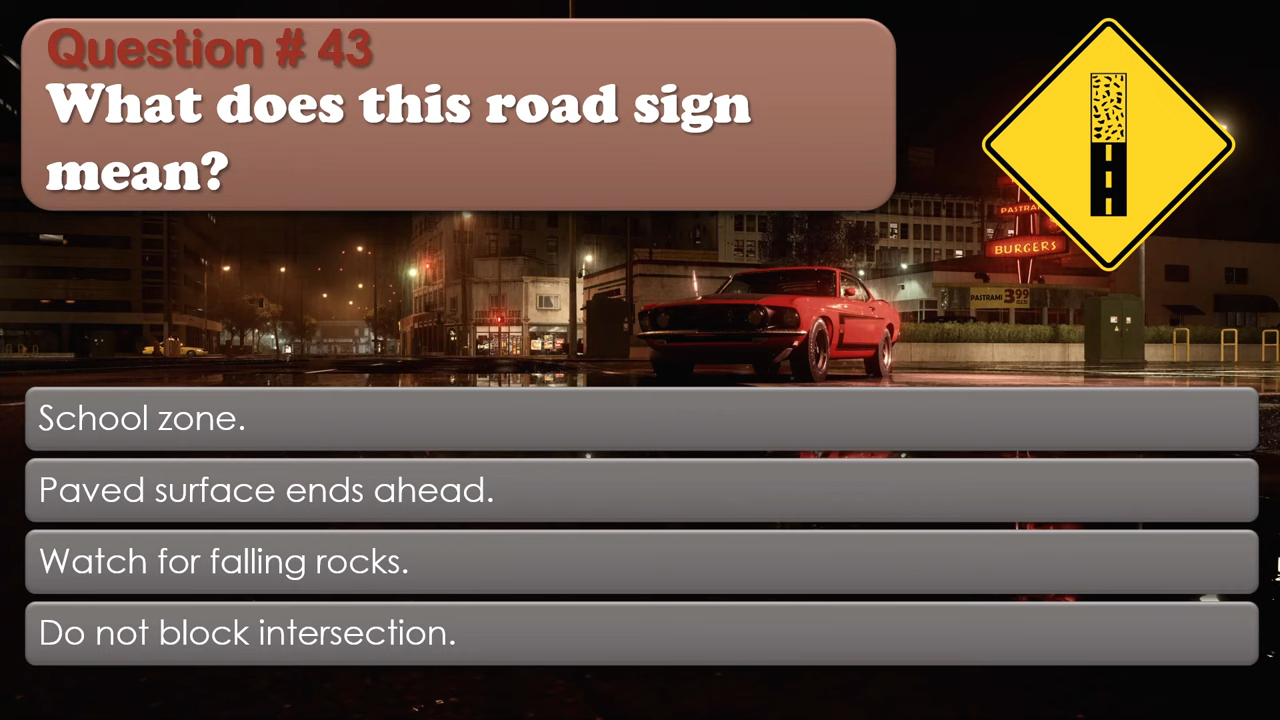 Question # 43
What does this road sign
mean?
PASTRAMI
BURGERS
PASTRAMI 3.99
School zone.
Paved surface ends ahead.
Watch for falling rocks.
Do not block intersection.